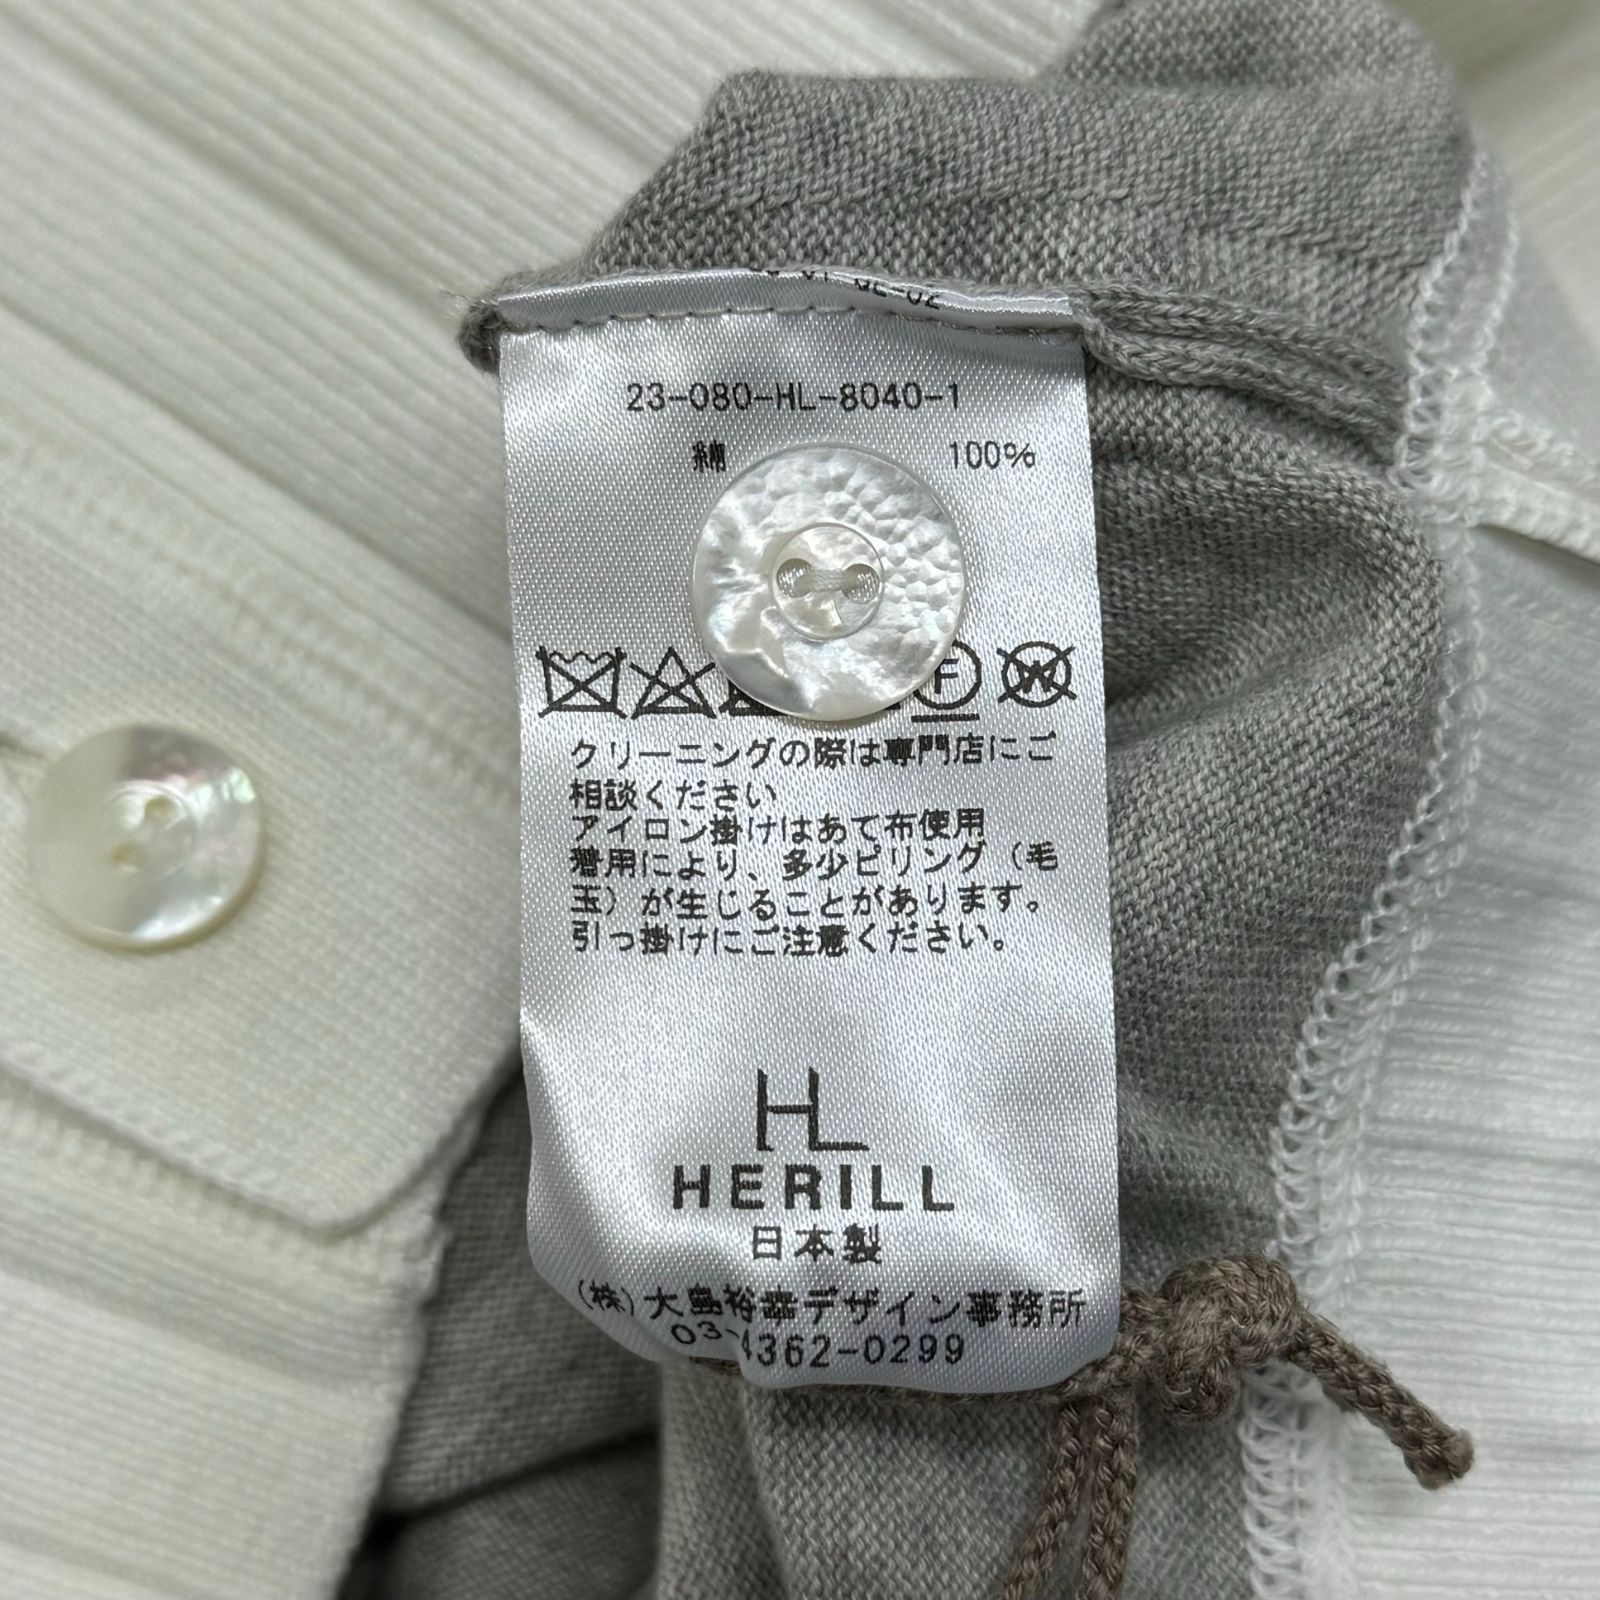 23-080-HL-8040-1
綿 100%
F W
クリーニングの際は専門店にご
相談ください
アイロン掛けはあて布使用
着用により、多少ピリング（毛
玉）が生じることがあります。
引っ掛けにご注意ください。
HL
HERILL
日本製
(株)大島裕幸デザイン事務所
03-4362-0299